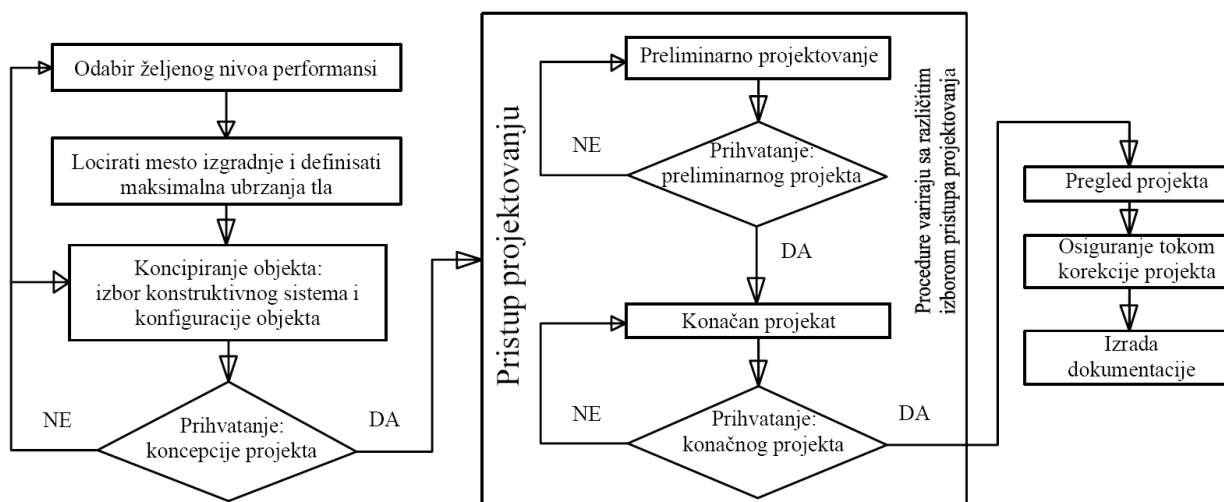 Odabir željenog nivoa performansi
Locirati mesto izgradnje i definisati
maksimalna ubrzanja tla
Koncipiranje objekta:
izbor konstruktivnog sistema i
konfiguracije objekta
NE
Prihvatanje:
koncepcije projekta
DA
Pristup projektovanju
Preliminarno projektovanje
NE
Prihvatanje:
preliminarnog projekta
DA
Konačan projekat
NE
Prihvatanje:
konačnog projekta
DA
Procedure variraju sa različitim
izborom pristupa projektovanja
Pregled projekta
Osiguranje tokom
korekcije projekta
Izrada
dokumentacije